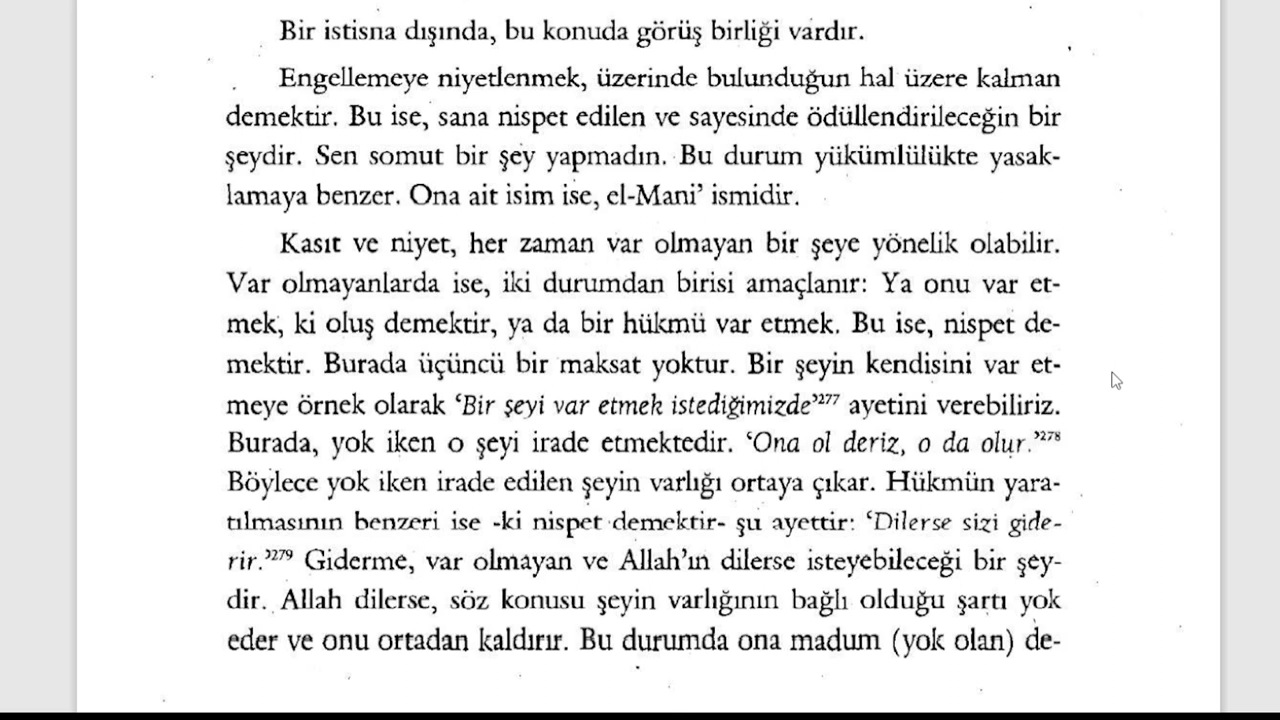 Bir istisna dışında, bu konuda görüş birliği vardır.
Engellemeye niyetlenmek, üzerinde bulunduğun hal üzere kalman
demektir. Bu ise, sana nispet edilen ve sayesinde ödüllendirileceğin bir
şeydir. Sen somut bir şey yapmadın. Bu durum yükümlülükte yasak-
lamaya benzer. Ona ait isim ise, el-Mani’ ismidir.
Kasıt ve niyet, her zaman var olmayan bir şeye yönelik olabilir.
Var olmayanlarda ise, iki durumdan birisi amaçlanır: Ya onu var et-
mek, ki oluş demektir, ya da bir hükmü var etmek. Bu ise, nispet de-
mektir. Burada üçüncü bir maksat yoktur. Bir şeyin kendisini var et-
meye örnek olarak ‘Bir şeyi var etmek istediğimizde’277 ayetini verebiliriz.
Burada, yok iken o şeyi irade etmektedir. ‘Ona ol deriz, o da olur.’278
Böylece yok iken irade edilen şeyin varlığı ortaya çıkar. Hükmün yara-
tılmasının benzeri ise -ki nispet demektir- şu ayettir: ‘Dilerse sizi gide-
rir.’279 Giderme, var olmayan ve Allah’ın dilerse isteyebileceği bir şey-
dir. Allah dilerse, söz konusu şeyin varlığının bağlı olduğu şartı yok
eder ve onu ortadan kaldırır. Bu durumda ona madum (yok olan) de-